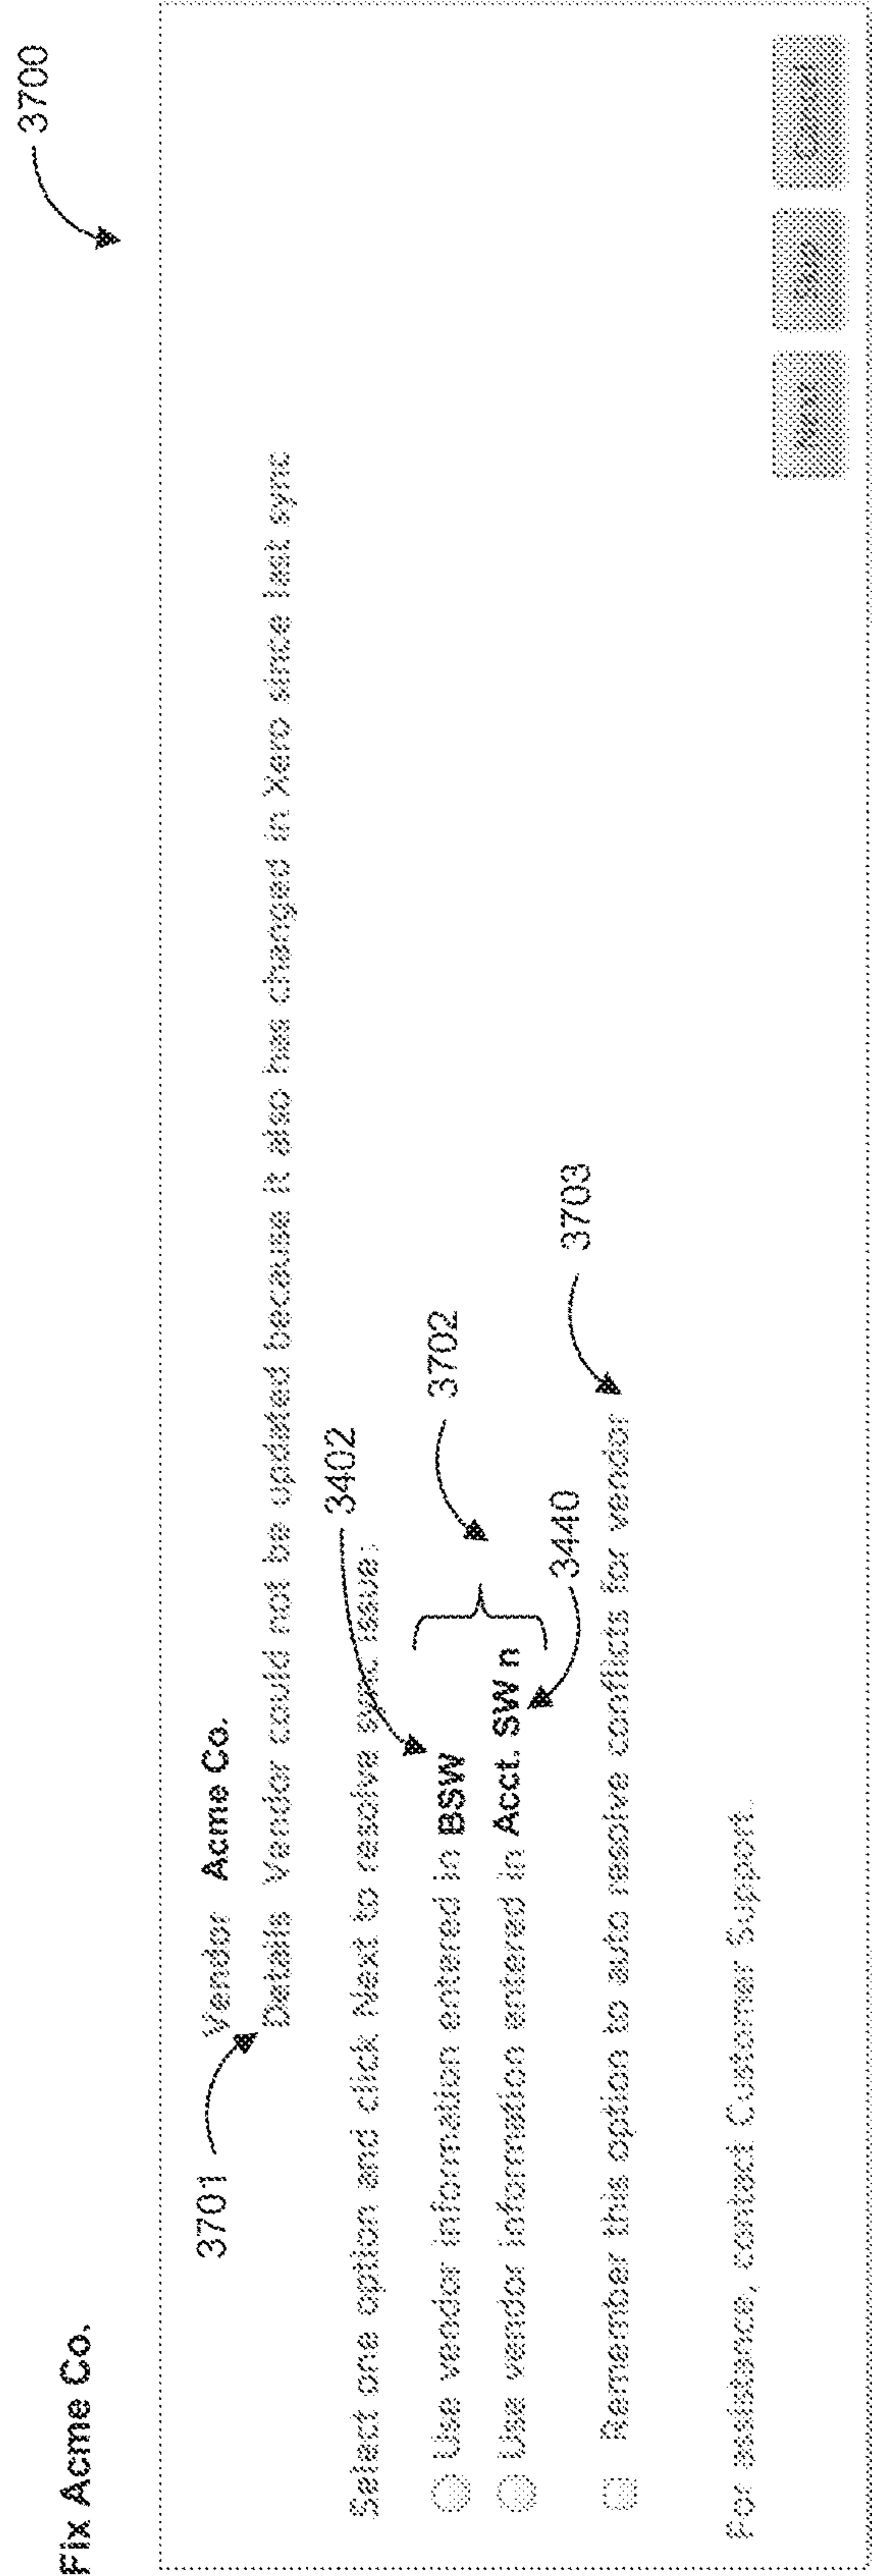 3700
Fix Acme Co.
3701
Vendor Acme Co.
Details Vendor could not be updated because it also has changed in Xero since last sync
3402
Select one option and click Next to resolve sync issue:
3702
Use vendor information entered in BSW
Use vendor information entered in Acct. SW n
3440
3703
Remember this option to auto resolve conflicts for vendor
For assistance, contact Customer Support.
Cancel